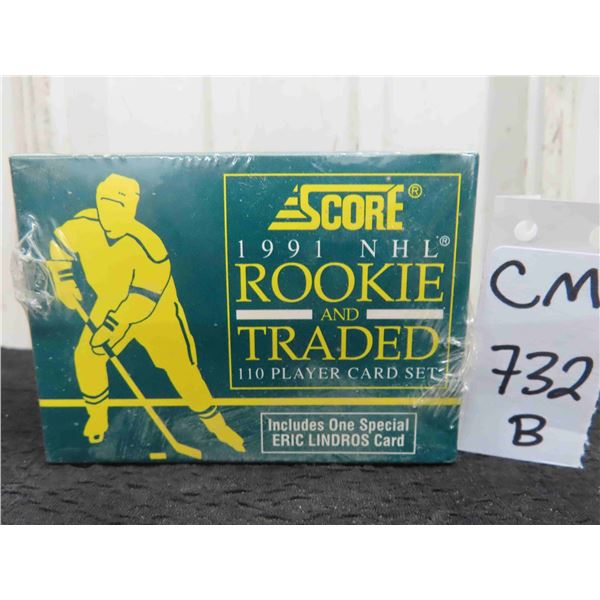 SCORE®
1991 NHL®
ROOKIE
AND
TRADED
110 PLAYER CARD SET
Includes One Special
ERIC LINDROS Card
CM
732
B